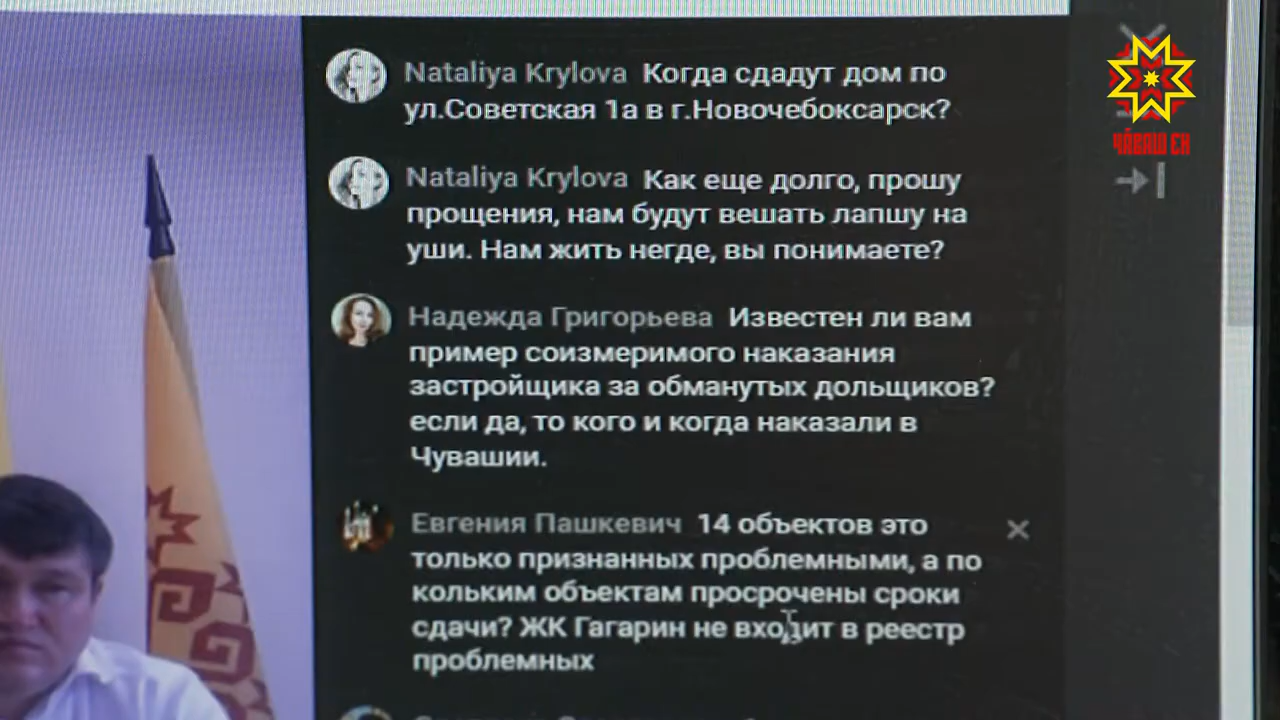 Nataliya Krylova Когда сдадут дом по
ул.Советская 1а в г.Новочебоксарск?
Nataliya Krylova Как еще долго, прошу
прощения, нам будут вешать лапшу на
уши. Нам жить негде, вы понимаете?
Надежда Григорьева Известен ли вам
пример соизмеримого наказания
застройщика за обманутых дольщиков?
если да, то кого и когда наказали в
Чувашии.
Евгения Пашкевич 14 объектов это
только признанных проблемными, а по
кольким объектам просрочены сроки
сдачи? ЖК Гагарин не входит в реестр
проблемных
ЧӐВАШ ЕН